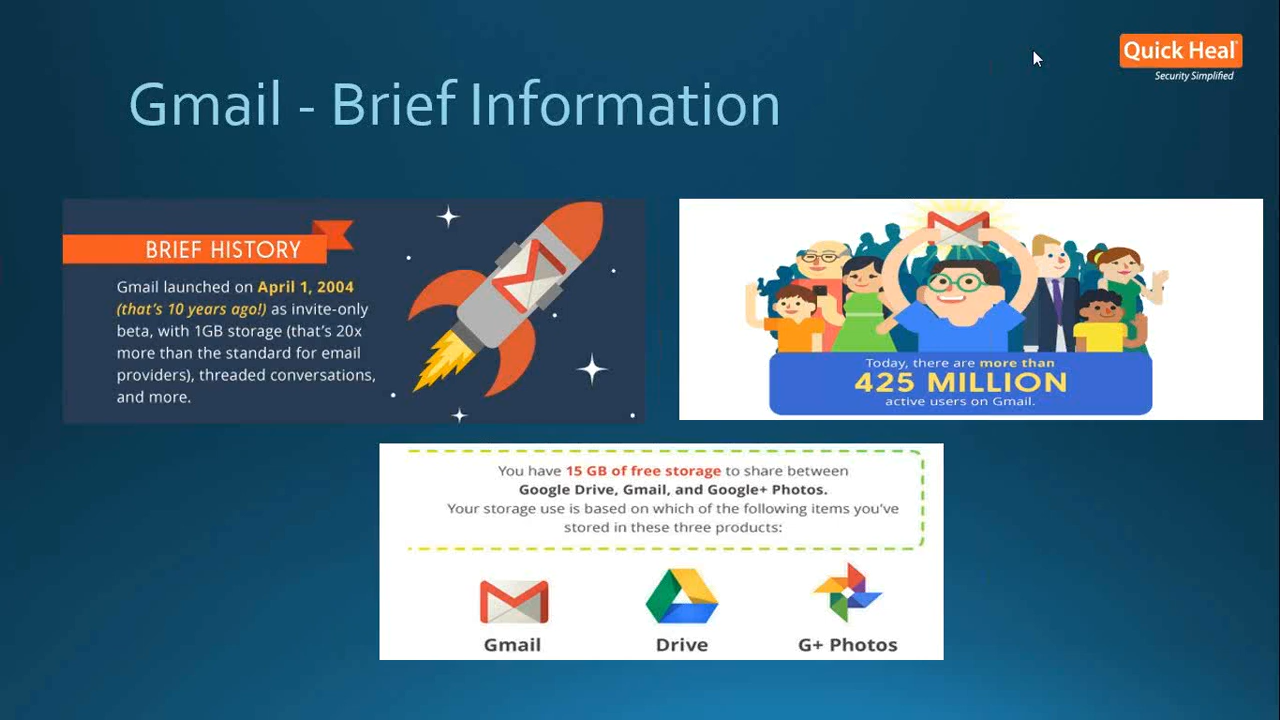 Quick Heal
Security Simplified
Gmail - Brief Information
BRIEF HISTORY
Gmail launched on April 1, 2004
(that's 10 years ago!) as invite-only
beta, with 1GB storage (that's 20x
more than the standard for email
providers), threaded conversations,
and more.
Today, there are more than
425 MILLION
active users on Gmail.
You have 15 GB of free storage to share between
Google Drive, Gmail, and Google+ Photos.
Your storage use is based on which of the following items you've
stored in these three products:
Gmail
Drive
G+ Photos